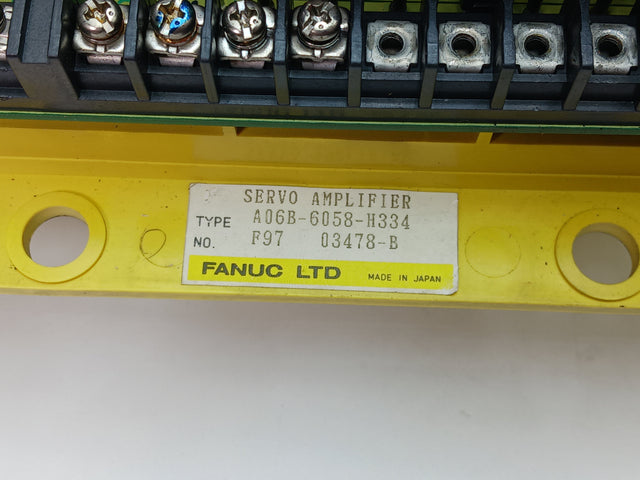 SERVO AMPLIFIER
TYPE A06B-6058-H334
NO. F97 03478-B
FANUC LTD MADE IN JAPAN